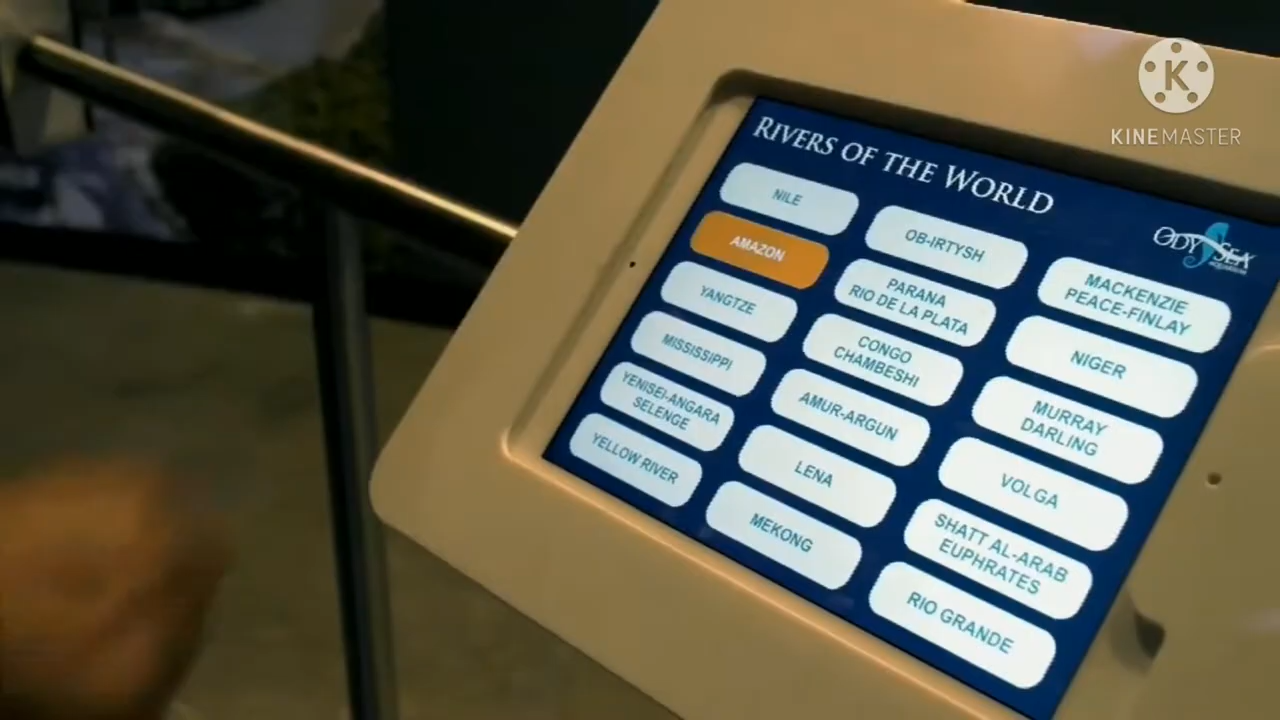 RIVERS OF THE WORLD
ODYSEA
NILE
AMAZON
YANGTZE
MISSISSIPPI
YENISEI-ANGARA
SELENGE
YELLOW RIVER
OB-IRTYSH
PARANA
RIO DE LA PLATA
CONGO
CHAMBESHI
AMUR-ARGUN
LENA
MEKONG
MACKENZIE
PEACE-FINLAY
NIGER
MURRAY
DARLING
VOLGA
SHATT AL-ARAB
EUPHRATES
RIO GRANDE
K
KINEMASTER